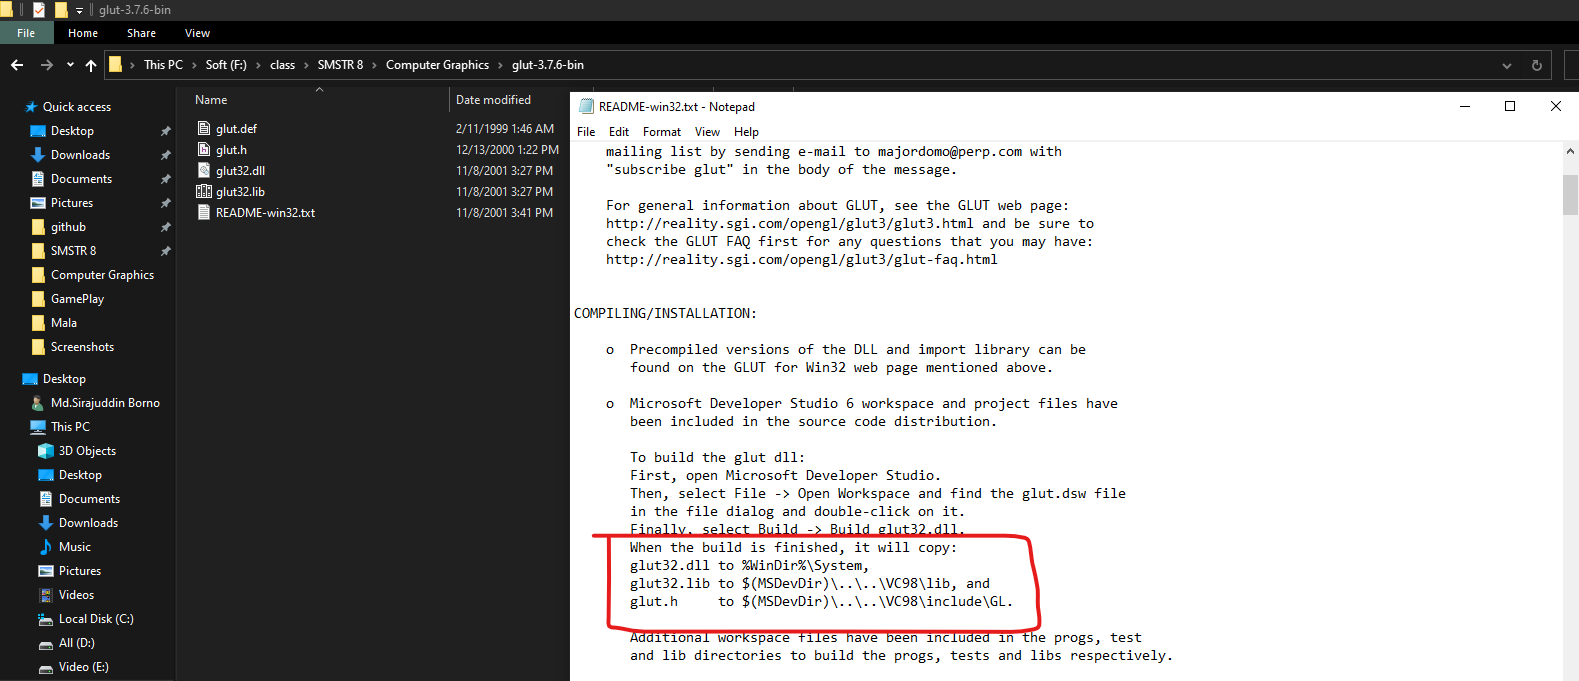 glut-3.7.6-bin
File Home Share View
This PC Soft (F:) class SMSTR 8 Computer Graphics glut-3.7.6-bin
Quick access
Desktop
Downloads
Documents
Pictures
github
SMSTR 8
Computer Graphics
GamePlay
Mala
Screenshots
Desktop
Md.Sirajuddin Borno
This PC
3D Objects
Desktop
Documents
Downloads
Music
Pictures
Videos
Local Disk (C:)
All (D:)
Video (E:)
Name Date modified
glut.def 2/11/1999 1:46 AM
glut.h 12/13/2000 1:22 PM
glut32.dll 11/8/2001 3:27 PM
glut32.lib 11/8/2001 3:27 PM
README-win32.txt 11/8/2001 3:41 PM
README-win32.txt - Notepad
File Edit Format View Help
mailing list by sending e-mail to majordomo@perp.com with
"subscribe glut" in the body of the message.
For general information about GLUT, see the GLUT web page:
http://reality.sgi.com/opengl/glut3/glut3.html and be sure to
check the GLUT FAQ first for any questions that you may have:
http://reality.sgi.com/opengl/glut3/glut-faq.html
COMPILING/INSTALLATION:
o Precompiled versions of the DLL and import library can be
found on the GLUT for Win32 web page mentioned above.
o Microsoft Developer Studio 6 workspace and project files have
been included in the source code distribution.
To build the glut dll:
First, open Microsoft Developer Studio.
Then, select File -> Open Workspace and find the glut.dsw file
in the file dialog and double-click on it.
Finally, select Build -> Build glut32.dll.
When the build is finished, it will copy:
glut32.dll to %WinDir%\System,
glut32.lib to $(MSDevDir)\..\..\VC98\lib, and
glut.h to $(MSDevDir)\..\..\VC98\include\GL.
Additional workspace files have been included in the progs, test
and lib directories to build the progs, tests and libs respectively.